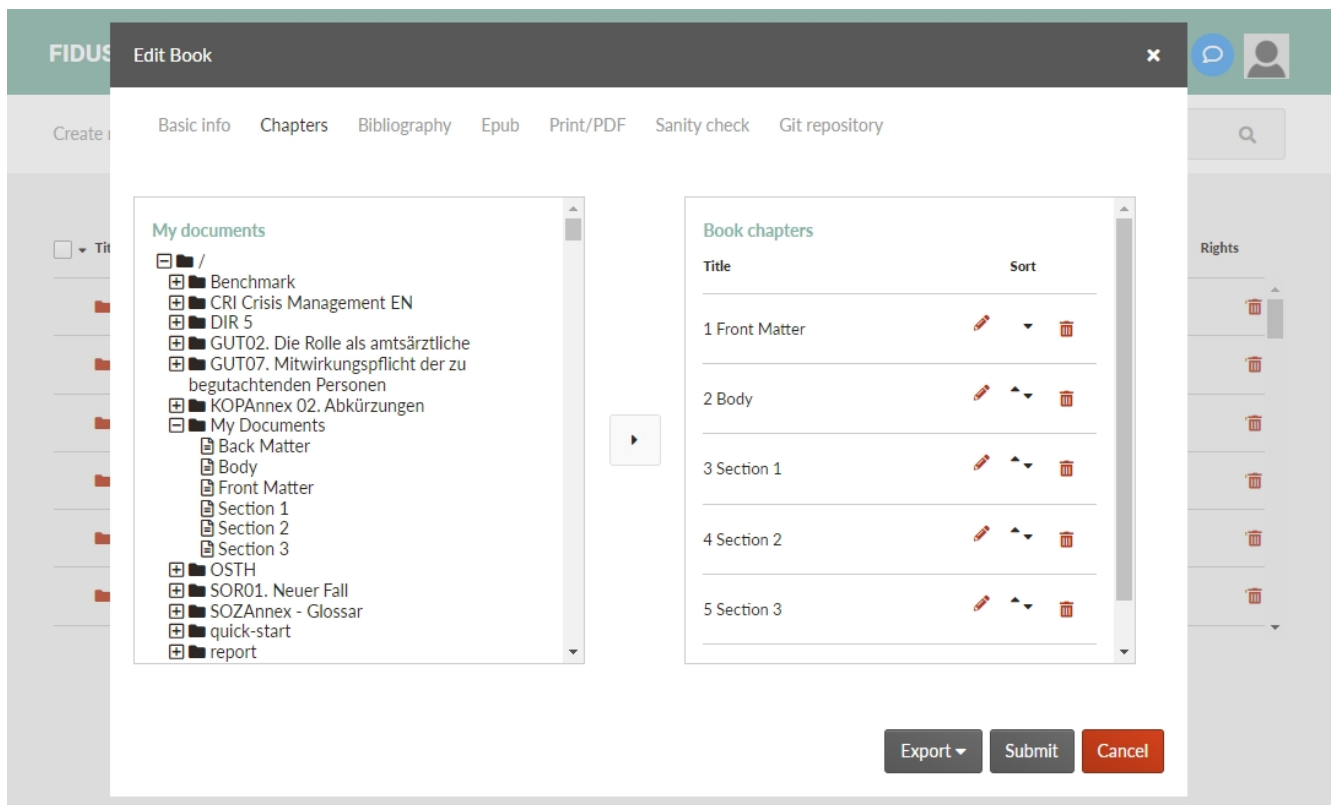 FIDUS
Edit Book
Create
Basic info Chapters Bibliography Epub Print/PDF Sanity check Git repository
My documents
/
Benchmark
CRI Crisis Management EN
DIR 5
GUT02. Die Rolle als amtsärztliche
GUT07. Mitwirkungspflicht der zu
begutachtenden Personen
KOPAnnex 02. Abkürzungen
My Documents
Back Matter
Body
Front Matter
Section 1
Section 2
Section 3
OSTH
SOR01. Neuer Fall
SOZAnnex - Glossar
quick-start
report
Book chapters
Title Sort
1 Front Matter
2 Body
3 Section 1
4 Section 2
5 Section 3
Rights
Export Submit Cancel